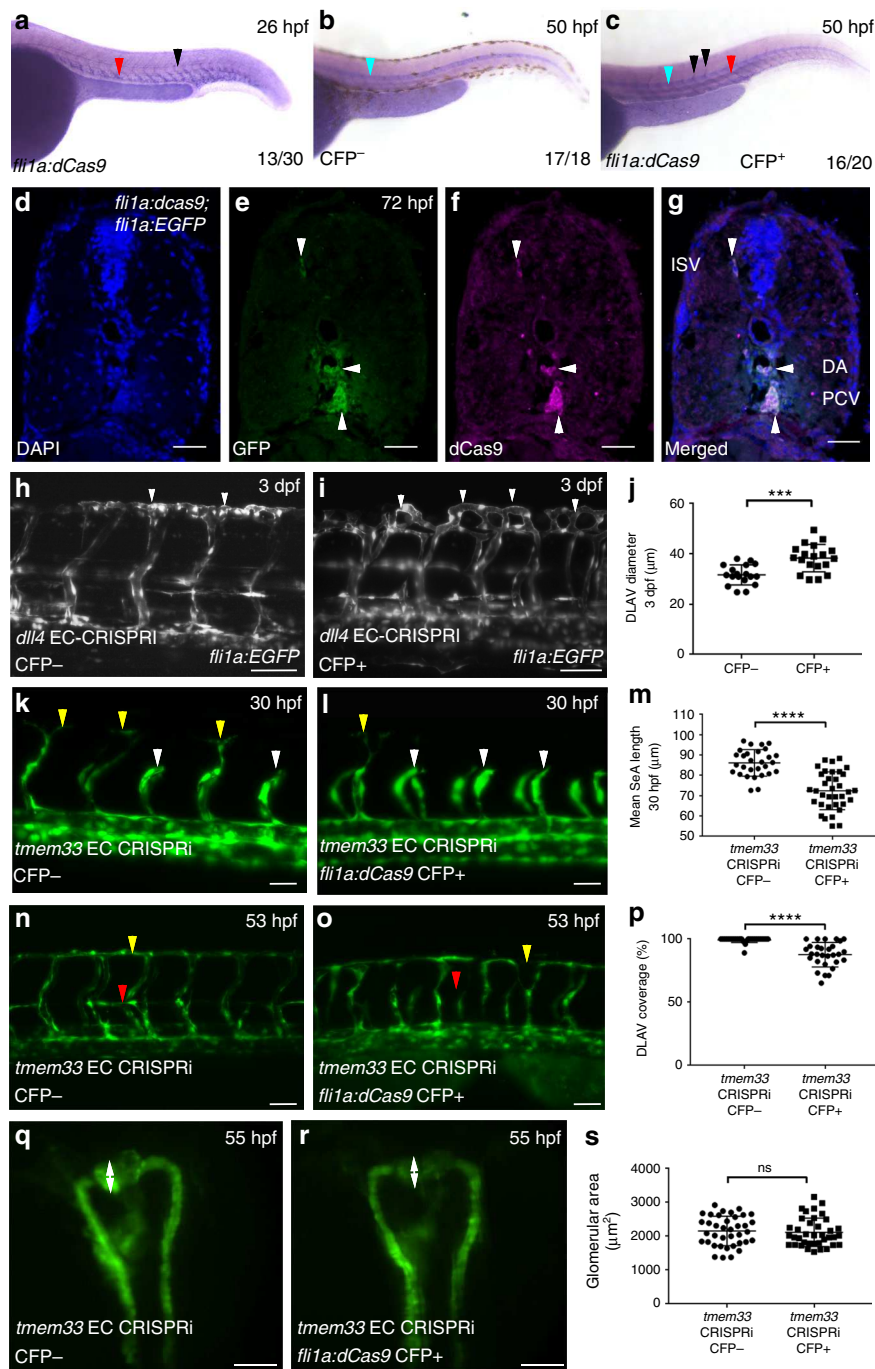 a
26 hpf
fli1a:dCas9
13/30
b
50 hpf
CFP−
17/18
c
50 hpf
fli1a:dCas9
CFP+
16/20
d
fli1a:dcas9;
fli1a:EGFP
DAPI
e
72 hpf
GFP
f
dCas9
g
ISV
DA
PCV
Merged
h
3 dpf
dll4 EC-CRISPRI
CFP−
fli1a:EGFP
i
3 dpf
dll4 EC-CRISPRI
CFP+
fli1a:EGFP
j
DLAV diameter
3 dpf (μm)
60
40
20
0
***
CFP−
CFP+
k
30 hpf
tmem33 EC CRISPRi
CFP−
l
30 hpf
tmem33 EC CRISPRi
fli1a:dCas9 CFP+
m
Mean SeA length
30 hpf (μm)
110
100
90
80
70
60
50
****
tmem33
CRISPRi
CFP−
tmem33
CRISPRi
CFP+
n
53 hpf
tmem33 EC CRISPRi
CFP−
o
53 hpf
tmem33 EC CRISPRi
fli1a:dCas9 CFP+
p
DLAV coverage (%)
100
50
0
****
tmem33
CRISPRi
CFP−
tmem33
CRISPRi
CFP+
q
55 hpf
tmem33 EC CRISPRi
CFP−
r
55 hpf
tmem33 EC CRISPRi
fli1a:dCas9 CFP+
s
Glomerular area
(μm²)
4000
3000
2000
1000
0
ns
tmem33
CRISPRi
CFP−
tmem33
CRISPRi
CFP+